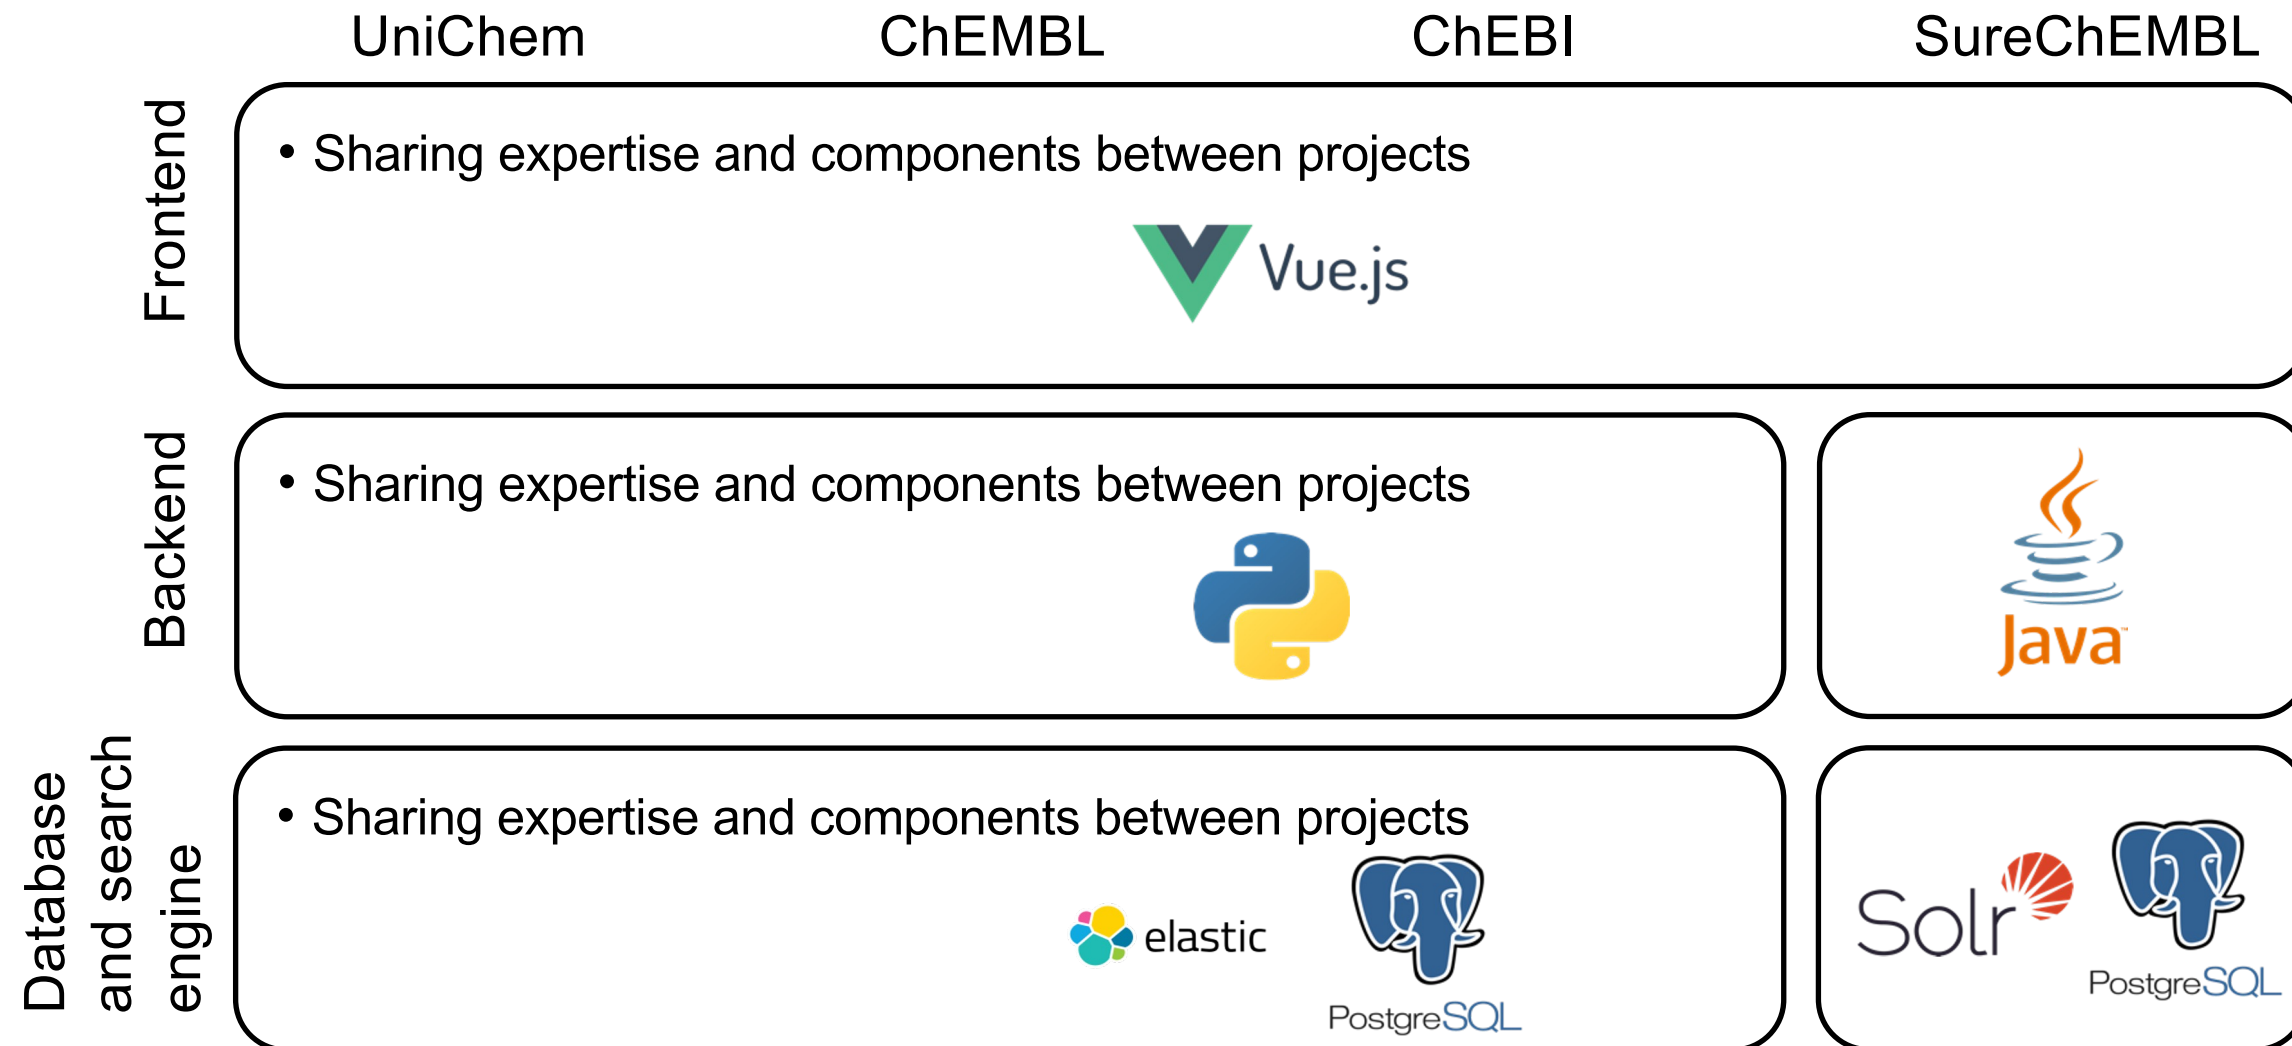 UniChem ChEMBL ChEBI SureChEMBL
Frontend
• Sharing expertise and components between projects
Vue.js
Backend
• Sharing expertise and components between projects
Java
Database
and search
engine
• Sharing expertise and components between projects
elastic
PostgreSQL
Solr
PostgreSQL